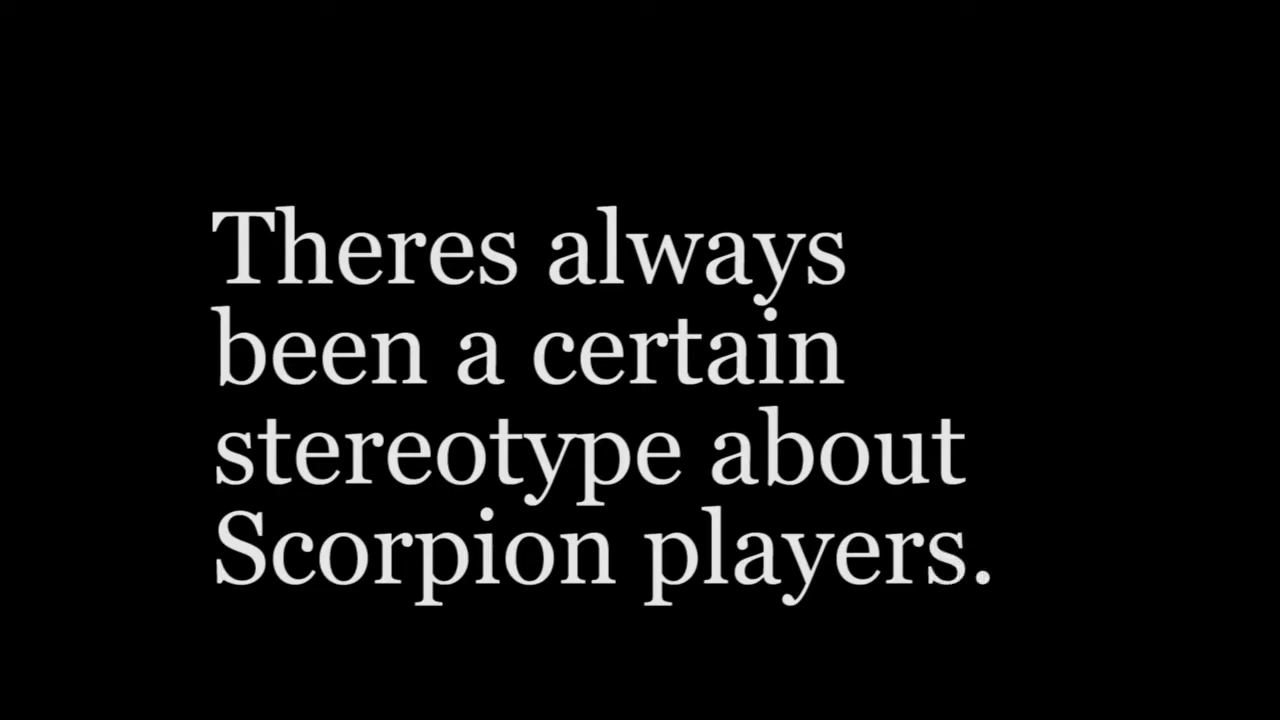 Theres always
been a certain
stereotype about
Scorpion players.